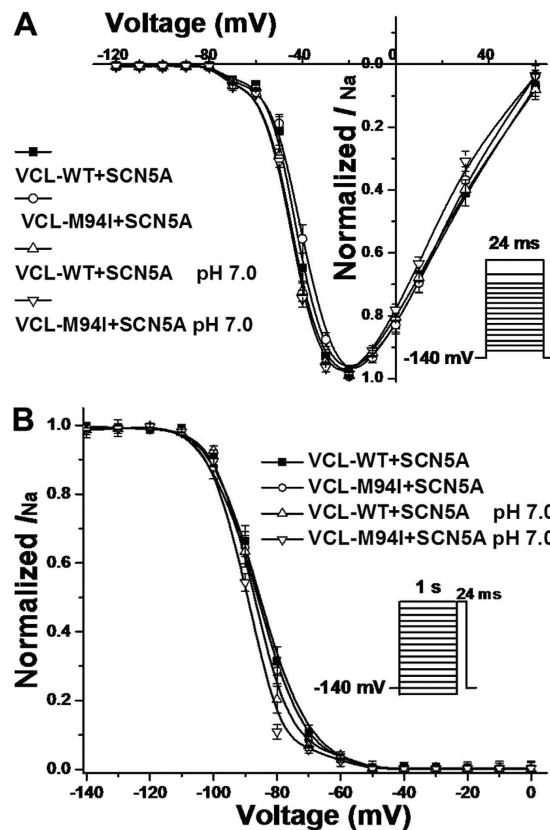 A
Voltage (mV)
-120 -80 -40 0 40
0.0
0.2
0.4
0.6
0.8
1.0
Normalized I Na
VCL-WT+SCN5A
VCL-M94I+SCN5A
VCL-WT+SCN5A pH 7.0
VCL-M94I+SCN5A pH 7.0
24 ms
-140 mV
B
1.0
0.8
0.6
0.4
0.2
0.0
Normalized INa
VCL-WT+SCN5A
VCL-M94I+SCN5A
VCL-WT+SCN5A pH 7.0
VCL-M94I+SCN5A pH 7.0
1 s 24 ms
-140 mV
-140 -120 -100 -80 -60 -40 -20 0
Voltage (mV)